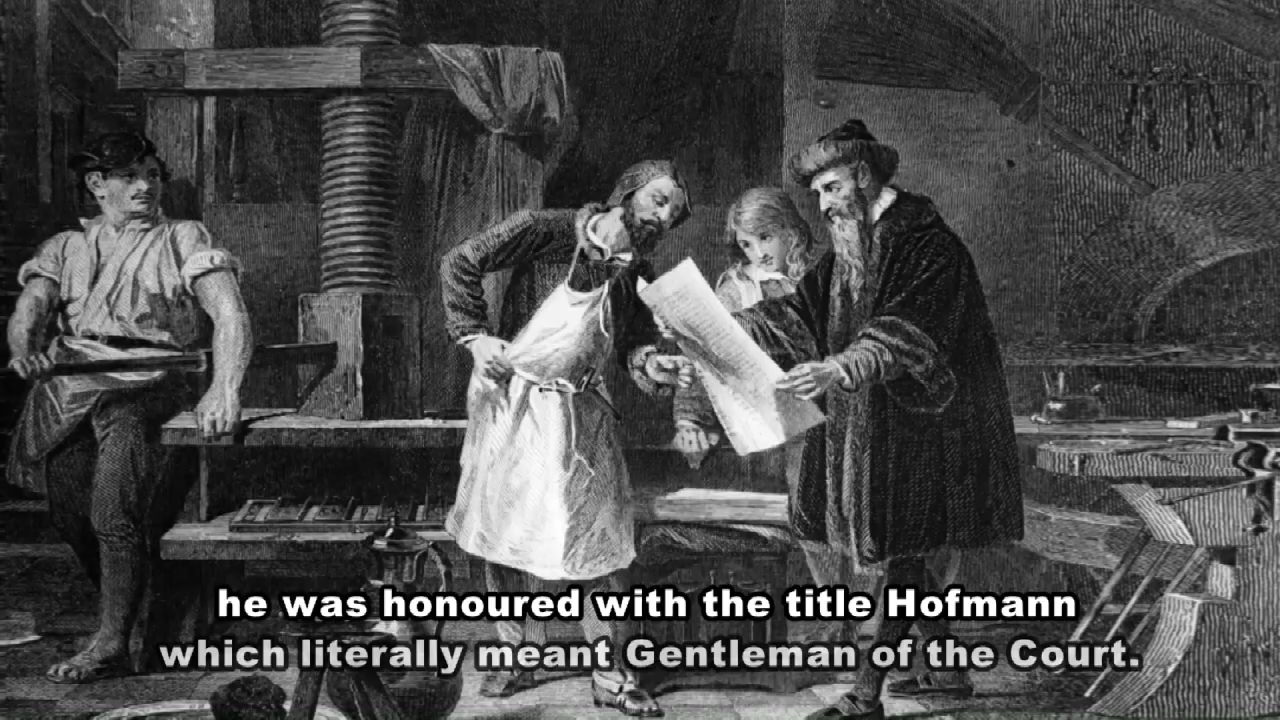 he was honoured with the title Hofmann
which literally meant Gentleman of the Court.